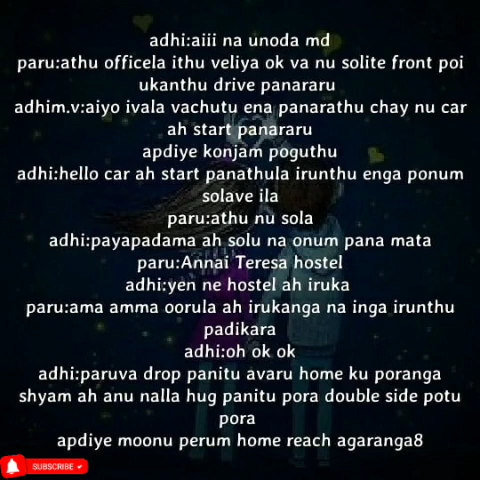 adhi:aiii na unoda md
paru:athu officela ithu veliya ok va nu solite front poi
ukanthu drive panararu
adhim.v:aiyo ivala vachutu ena panarathu chay nu car
ah start panararu
apdiye konjam poguthu
adhi:hello car ah start panathula irunthu enga ponum
solave ila
paru:athu nu sola
adhi:payapadama ah solu na onum pana mata
paru:Annai Teresa hostel
adhi:yen ne hostel ah iruka
paru:ama amma oorula ah irukanga na inga irunthu
padikara
adhi:oh ok ok
adhi:paruva drop panitu avaru home ku poranga
shyam ah anu nalla hug panitu pora double side potu
pora
apdiye moonu perum home reach agaranga8
SUBSCRIBE